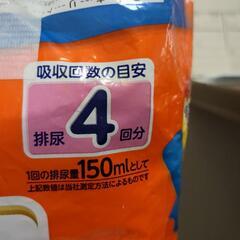 吸収回数の目安
排尿4回分
1回の排尿量150mlとして
上記数値は当社測定方法によるものです